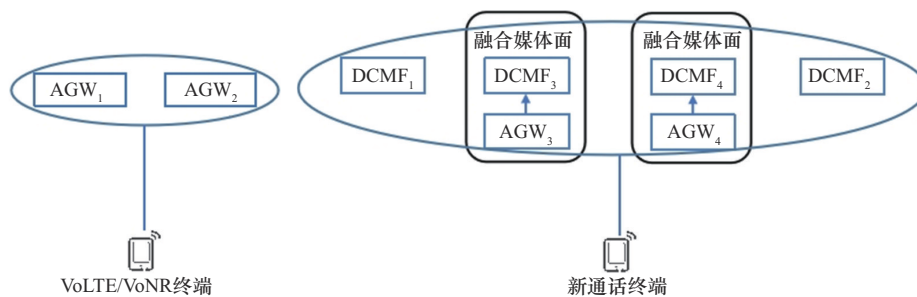 融合媒体面
融合媒体面
AGW₁
AGW₂
DCMF₁
DCMF₃
DCMF₄
DCMF₂
AGW₃
AGW₄
VoLTE/VoNR终端
新通话终端